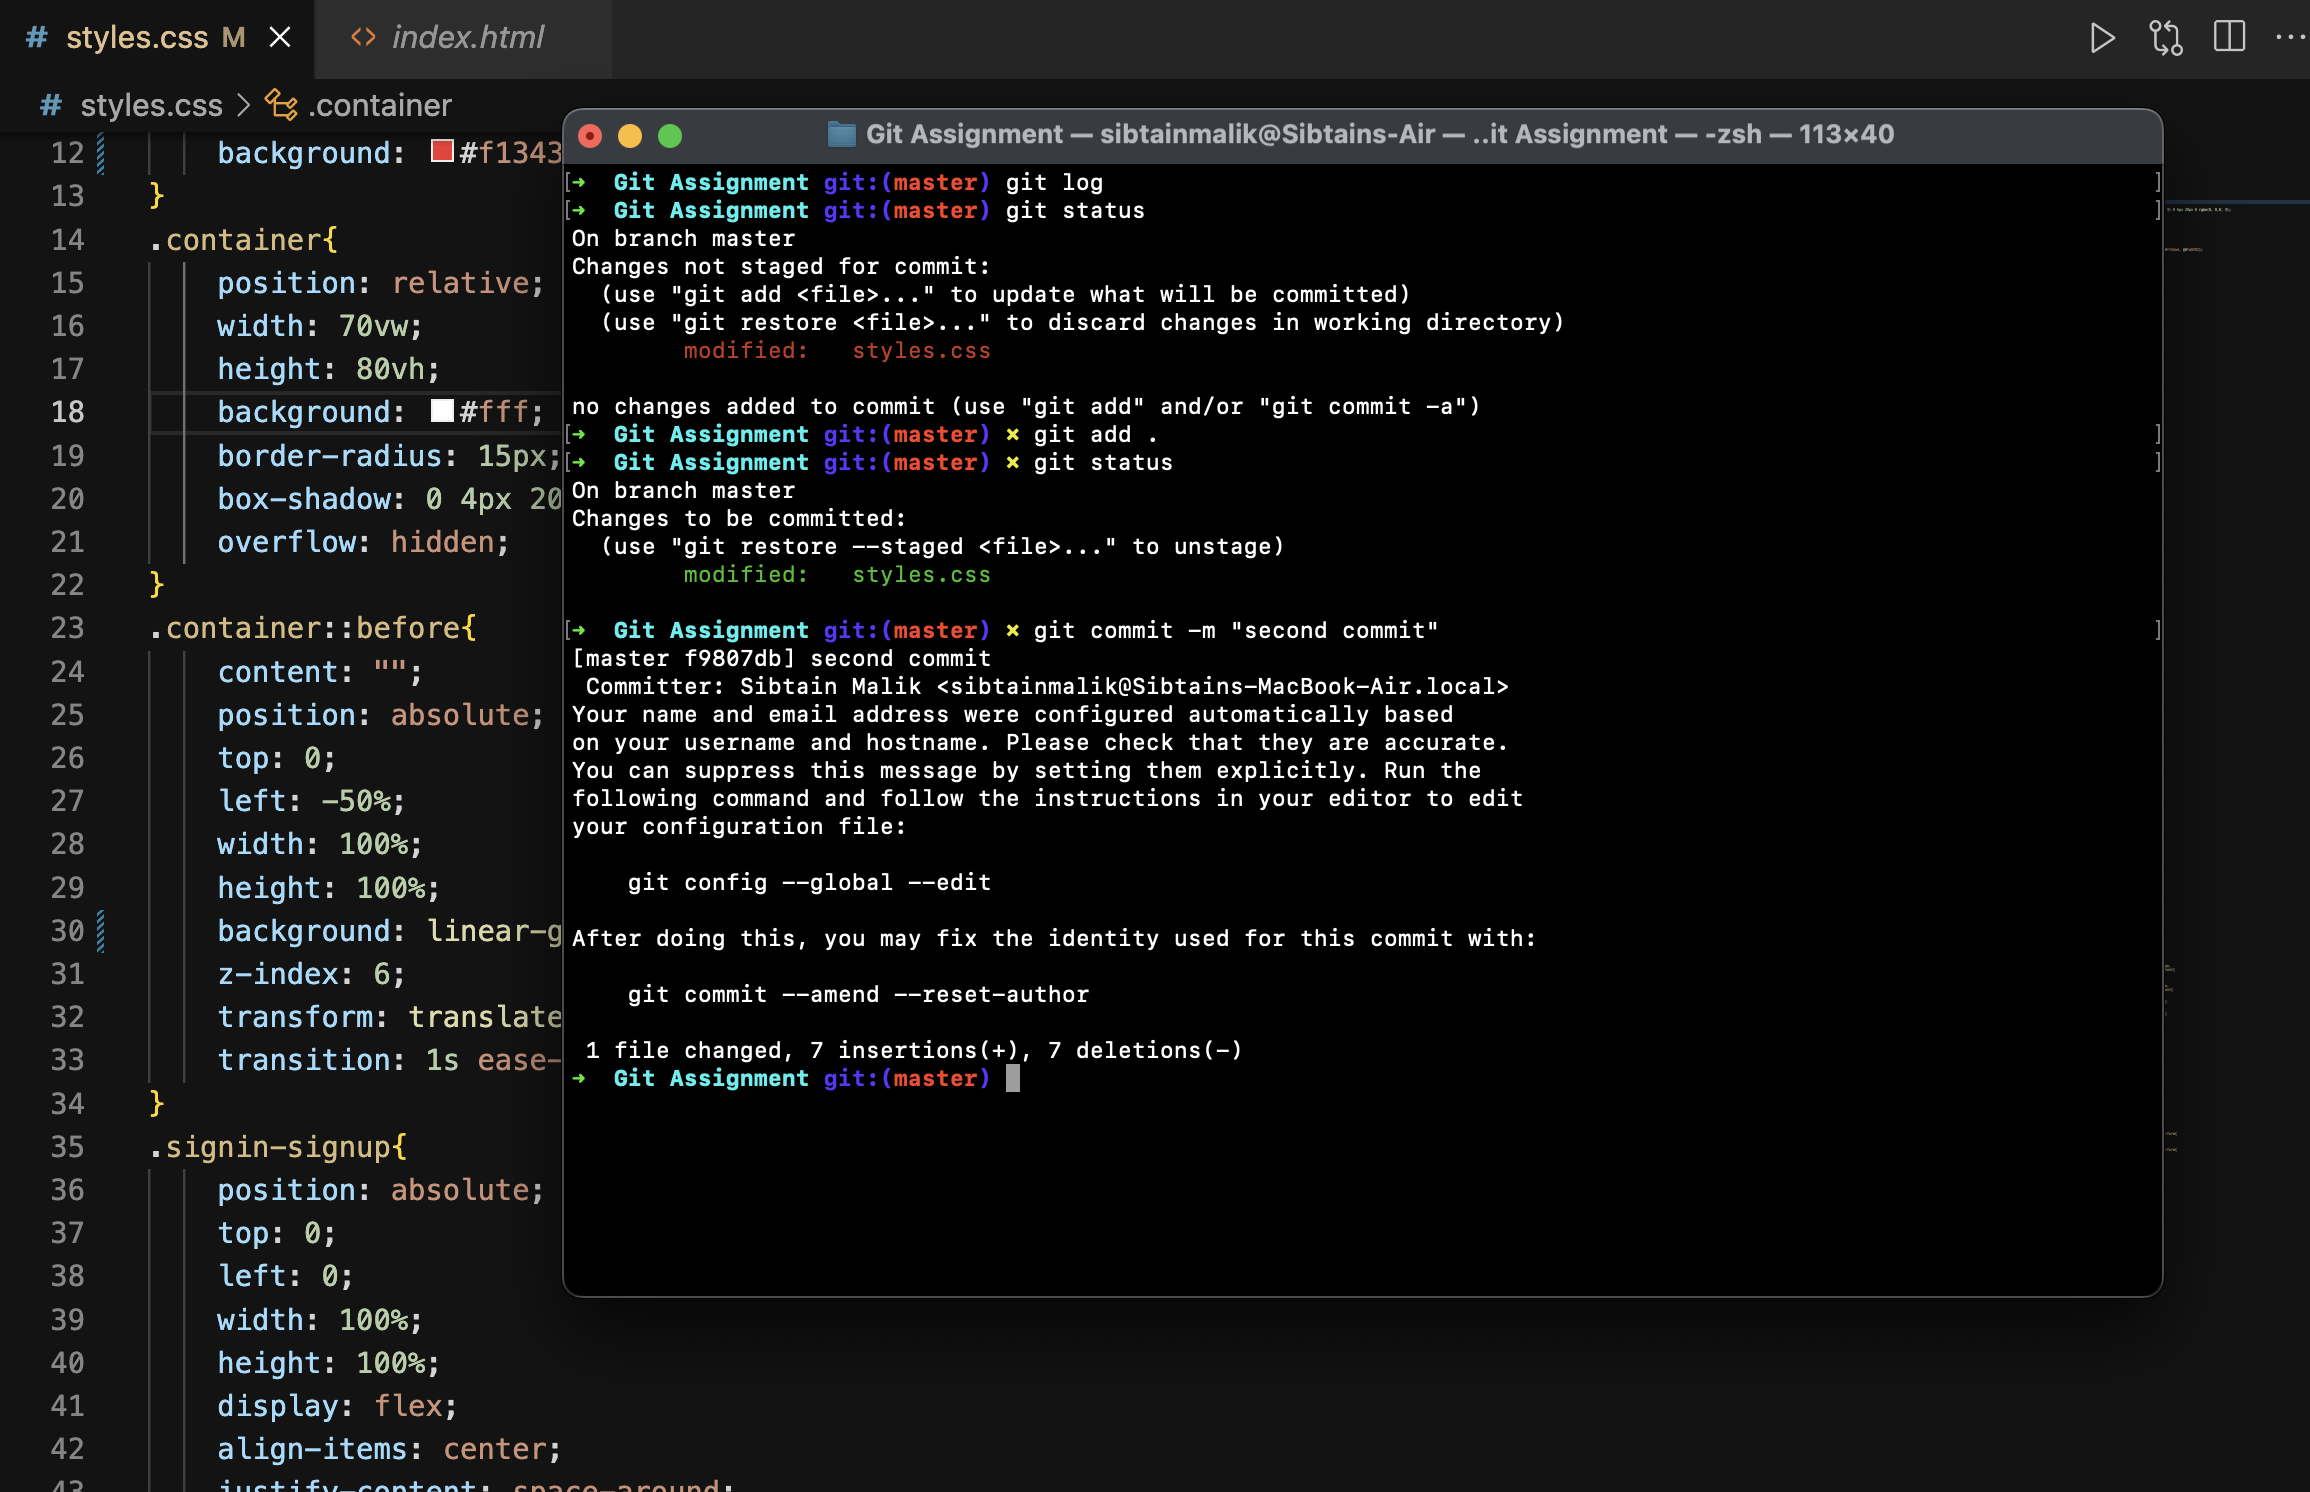 # styles.css M
<> index.html
# styles.css > .container
12 background: #f1343
13 }
14 .container{
15 position: relative;
16 width: 70vw;
17 height: 80vh;
18 background: #fff;
19 border-radius: 15px;
20 box-shadow: 0 4px 20
21 overflow: hidden;
22 }
23 .container::before{
24 content: "";
25 position: absolute;
26 top: 0;
27 left: -50%;
28 width: 100%;
29 height: 100%;
30 background: linear-g
31 z-index: 6;
32 transform: translate
33 transition: 1s ease-
34 }
35 .signin-signup{
36 position: absolute;
37 top: 0;
38 left: 0;
39 width: 100%;
40 height: 100%;
41 display: flex;
42 align-items: center;
43 justify-content: space-around;
Git Assignment — sibtainmalik@Sibtains-Air — ..it Assignment — -zsh — 113×40
[→ Git Assignment git:(master) git log ]
[→ Git Assignment git:(master) git status ]
On branch master
Changes not staged for commit:
(use "git add <file>..." to update what will be committed)
(use "git restore <file>..." to discard changes in working directory)
modified: styles.css
no changes added to commit (use "git add" and/or "git commit -a")
[→ Git Assignment git:(master) × git add . ]
[→ Git Assignment git:(master) × git status ]
On branch master
Changes to be committed:
(use "git restore --staged <file>..." to unstage)
modified: styles.css
[→ Git Assignment git:(master) × git commit -m "second commit" ]
[master f9807db] second commit
Committer: Sibtain Malik <sibtainmalik@Sibtains-MacBook-Air.local>
Your name and email address were configured automatically based
on your username and hostname. Please check that they are accurate.
You can suppress this message by setting them explicitly. Run the
following command and follow the instructions in your editor to edit
your configuration file:
git config --global --edit
After doing this, you may fix the identity used for this commit with:
git commit --amend --reset-author
1 file changed, 7 insertions(+), 7 deletions(-)
→ Git Assignment git:(master)